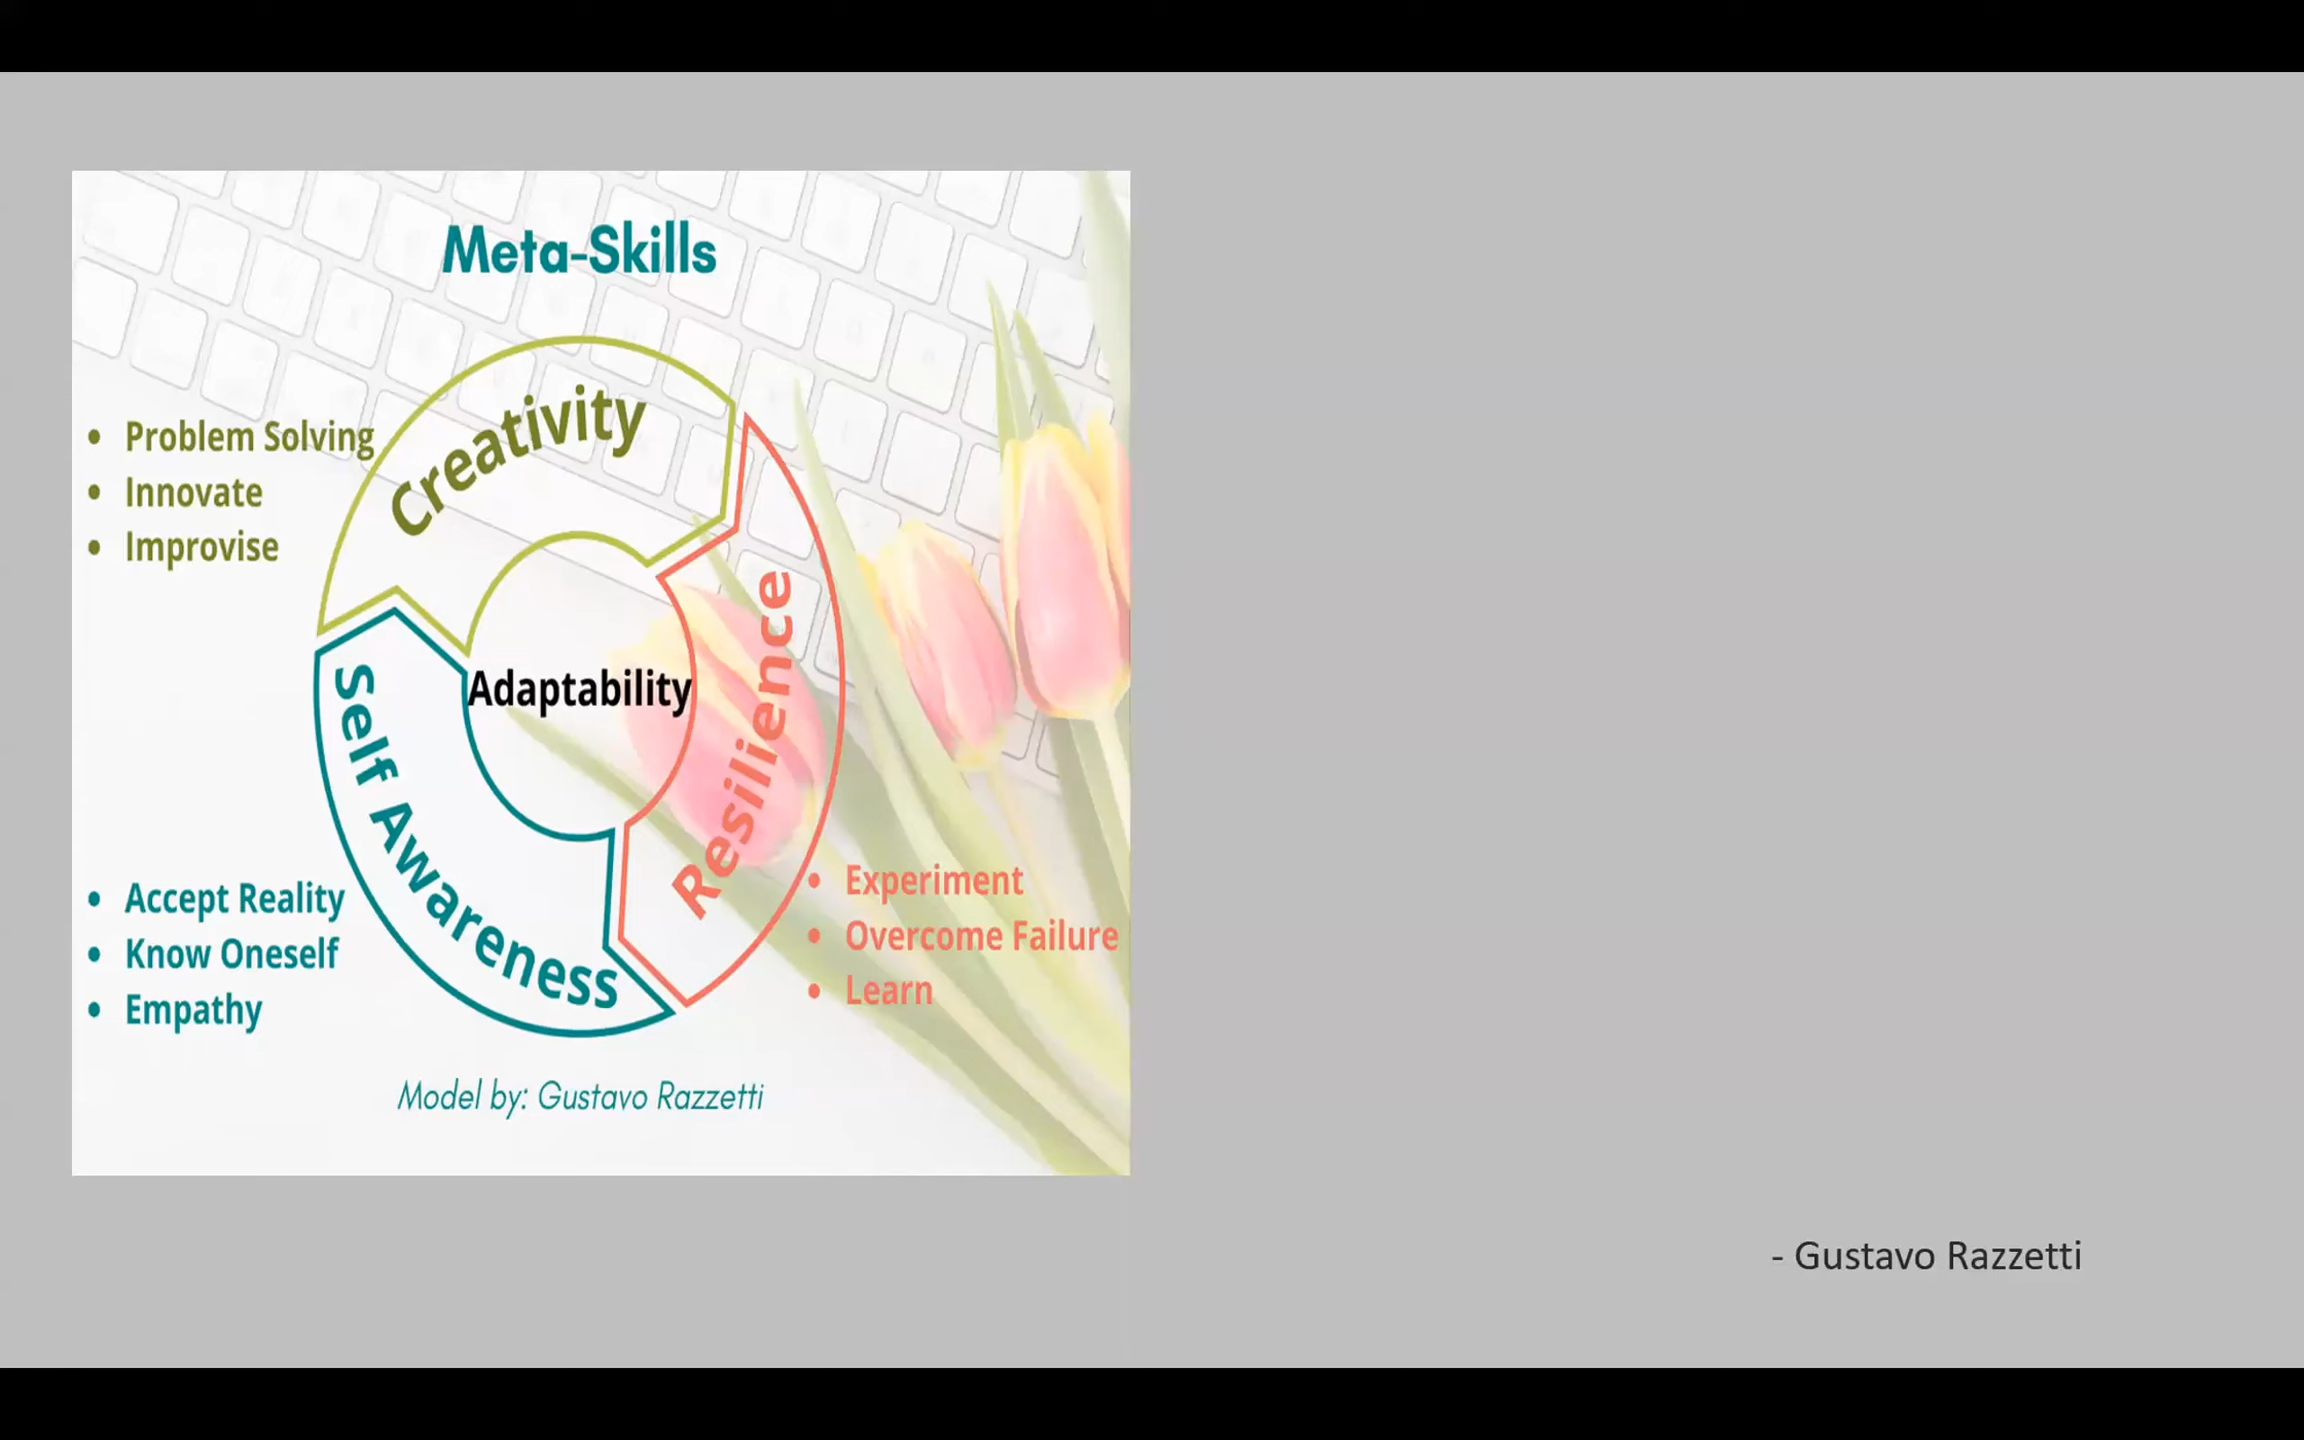 Meta-Skills
Creativity
• Problem Solving
• Innovate
• Improvise
Adaptability
Resilience
• Experiment
• Overcome Failure
• Learn
Self Awareness
• Accept Reality
• Know Oneself
• Empathy
Model by: Gustavo Razzetti
- Gustavo Razzetti